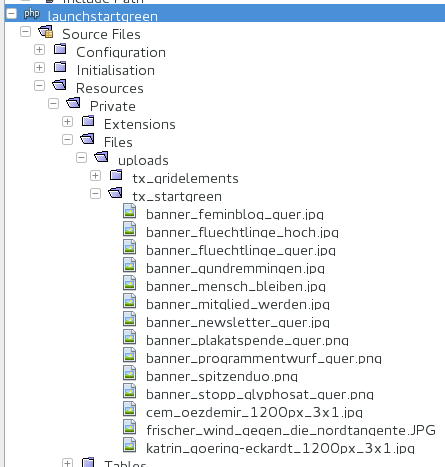 Include Path
php launchstartgreen
Source Files
Configuration
Initialisation
Resources
Private
Extensions
Files
uploads
tx_gridelements
tx_startgreen
banner_feminblog_quer.jpg
banner_fluechtlinge_hoch.jpg
banner_fluechtlinge_quer.jpg
banner_gundremmingen.jpg
banner_mensch_bleiben.jpg
banner_mitglied_werden.jpg
banner_newsletter_quer.jpg
banner_plakatspende_quer.png
banner_programmentwurf_quer.png
banner_spitzenduo.png
banner_stopp_glyphosat_quer.png
cem_oezdemir_1200px_3x1.jpg
frischer_wind_gegen_die_nordtangente.JPG
katrin_goering-eckardt_1200px_3x1.jpg
Tables